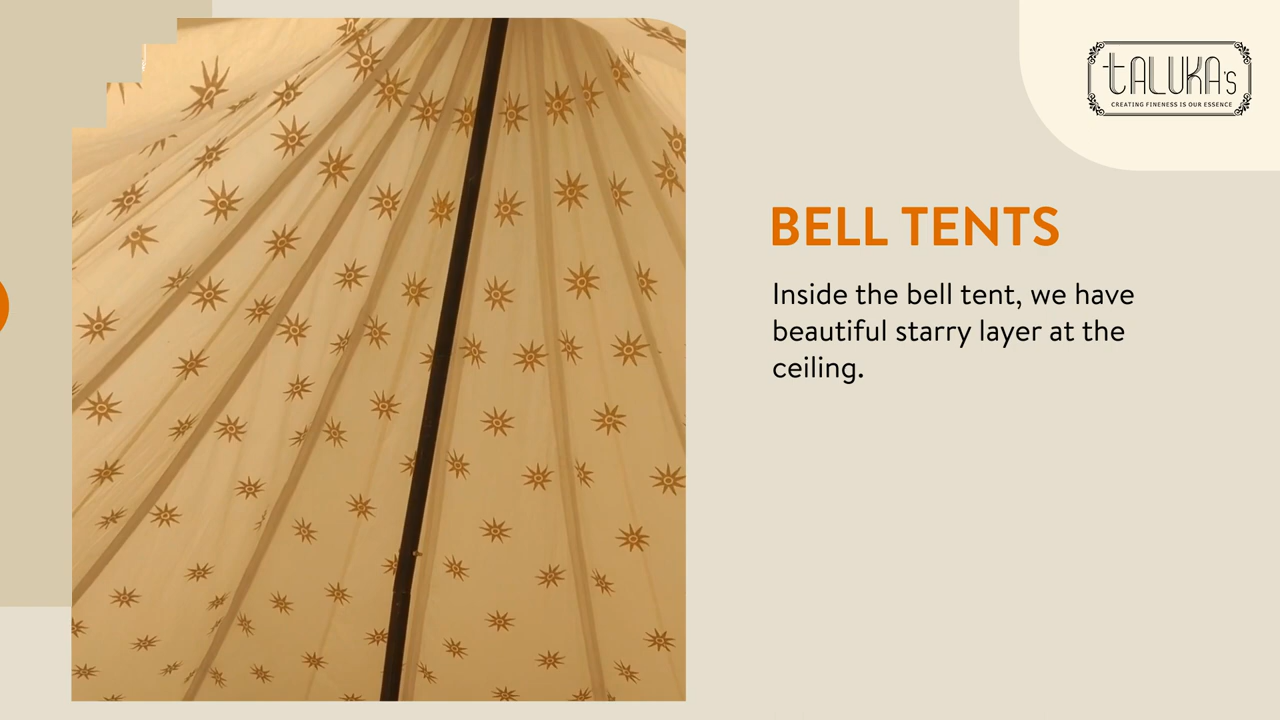 tALUKA's
CREATING FINENESS IS OUR ESSENCE
BELL TENTS
Inside the bell tent, we have
beautiful starry layer at the
ceiling.